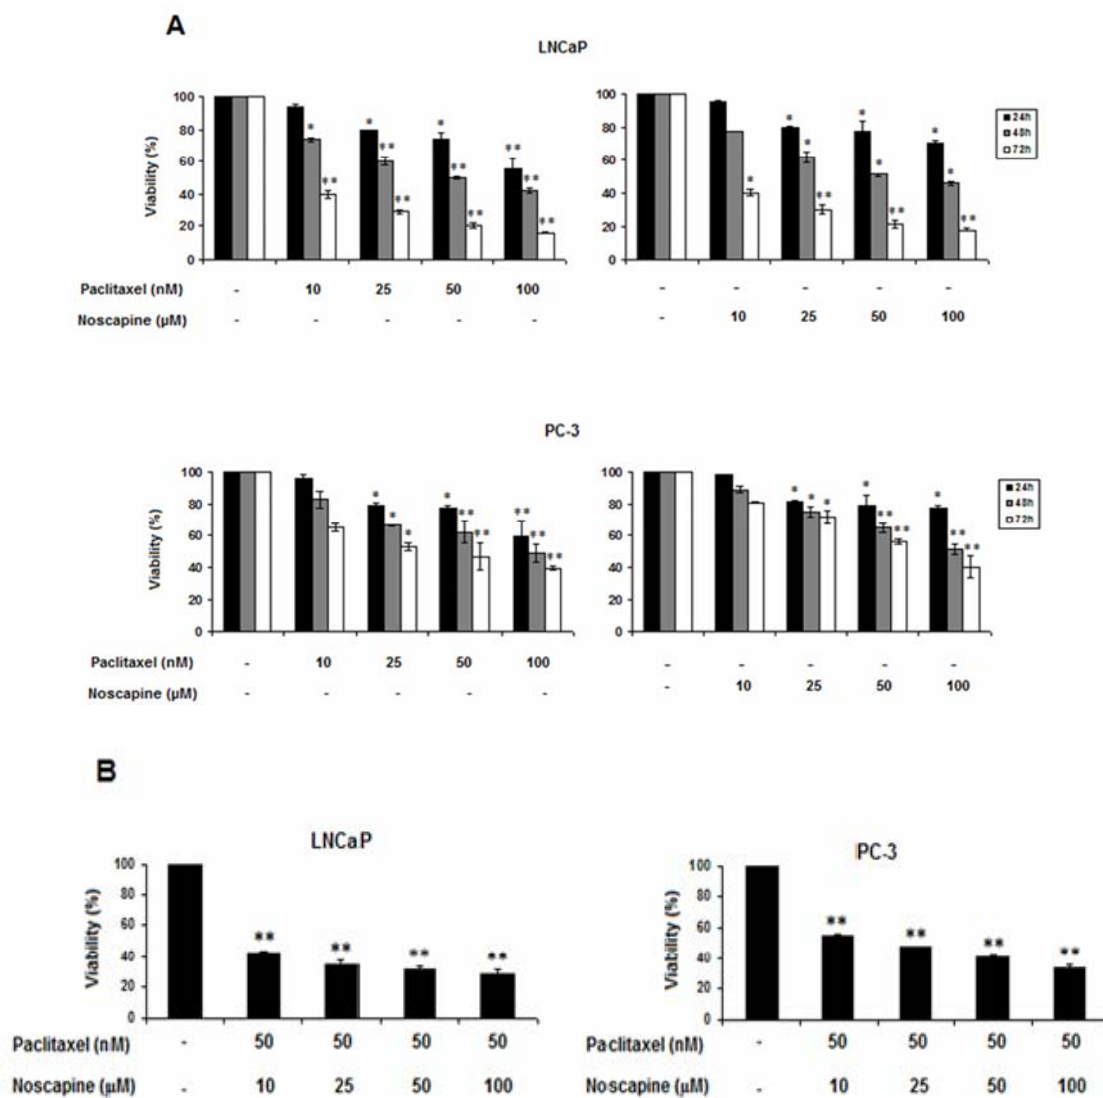 A
LNCaP
100 80 60 40 20 0
Viability (%)
* * * * * ** ** ** ** ** ** **
100 80 60 40 20 0
* * * * * * * ** ** **
24h
48h
72h
Paclitaxel (nM) - 10 25 50 100 - - - - -
Noscapine (µM) - - - - - - 10 25 50 100
PC-3
100 80 60 40 20 0
Viability (%)
* * * * ** ** ** ** **
100 80 60 40 20 0
* * * * * ** ** ** **
24h
48h
72h
Paclitaxel (nM) - 10 25 50 100 - - - - -
Noscapine (µM) - - - - - - 10 25 50 100
B
LNCaP
100 80 60 40 20 0
Viability (%)
** ** ** **
Paclitaxel (nM) - 50 50 50 50
Noscapine (µM) - 10 25 50 100
PC-3
100 80 60 40 20 0
Viability (%)
** ** ** **
Paclitaxel (nM) - 50 50 50 50
Noscapine (µM) - 10 25 50 100